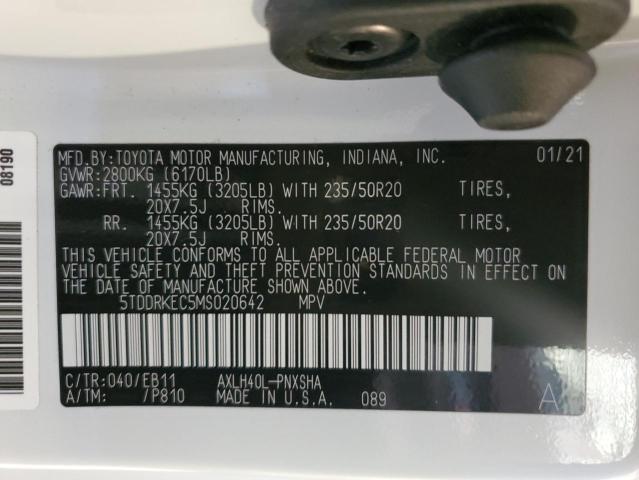 08190
MFD.BY:TOYOTA MOTOR MANUFACTURING, INDIANA, INC. 01/21
GVWR:2800KG (6170LB)
GAWR:FRT. 1455KG (3205LB) WITH 235/50R20 TIRES,
20X7.5J RIMS.
RR. 1455KG (3205LB) WITH 235/50R20 TIRES,
20X7.5J RIMS.
THIS VEHICLE CONFORMS TO ALL APPLICABLE FEDERAL MOTOR
VEHICLE SAFETY AND THEFT PREVENTION STANDARDS IN EFFECT ON
THE DATE OF MANUFACTURE SHOWN ABOVE.
5TDDRKEC5MS020642 MPV
C/TR:040/EB11 AXLH40L-PNXSHA
A/TM: /P810 MADE IN U.S.A. 089 A